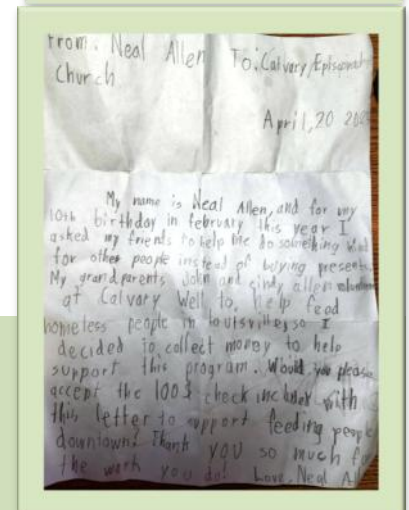 From: Neal Allen To: Calvary Episcopal
Church
April, 20
My name is Neal Allen, and for my
10th birthday in february this year I
asked my friends to help me do something kind
for other people instead of buying presents.
My grandparents John and cindy allen volunteer
at Calvary Well to, help feed
homeless people in louisville, so I
decided to collect money to help
support this program. Would you please
accept the 100$ check with
this letter to support feeding people
downtown? Thank you so much for
the work you do! Love, Neal All